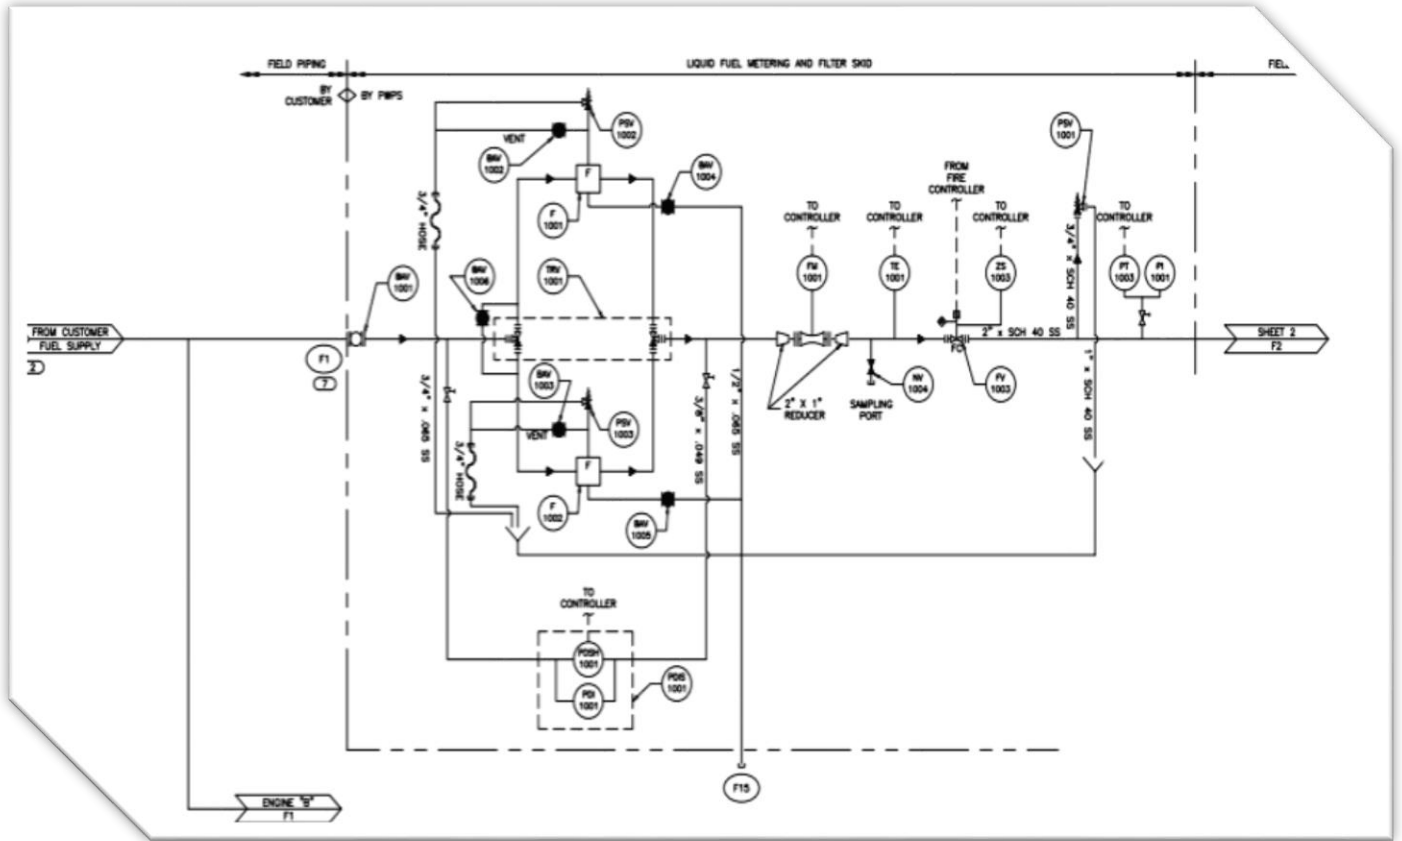 FIELD PIPING
LIQUID FUEL METERING AND FILTER SKID
BY
CUSTOMER
BY PWPS
PSV
1002
VENT
BAV
1002
F
BAV
1004
F
1001
3/4" HOSE
BAV
1001
BAV
1006
TRV
1001
FROM
FIRE
CONTROLLER
TO
CONTROLLER
TO
CONTROLLER
TO
CONTROLLER
TO
CONTROLLER
PSV
1001
FM
1001
TE
1001
ZS
1003
PT
1003
PI
1001
3/4" x SCH 40 SS
FROM CUSTOMER
FUEL SUPPLY
F1
7
2" x SCH 40 SS
FO
SHEET 2
F2
BAV
1003
PSV
1003
VENT
3/4" x .065 SS
3/4" HOSE
F
F
1002
BAV
1005
3/8" x .049 SS
1/2" x .065 SS
2" X 1"
REDUCER
SAMPLING
PORT
NV
1004
FV
1003
1" x SCH 40 SS
TO
CONTROLLER
PDSH
1001
PDI
1001
PDIS
1001
F15
ENGINE "B"
F1